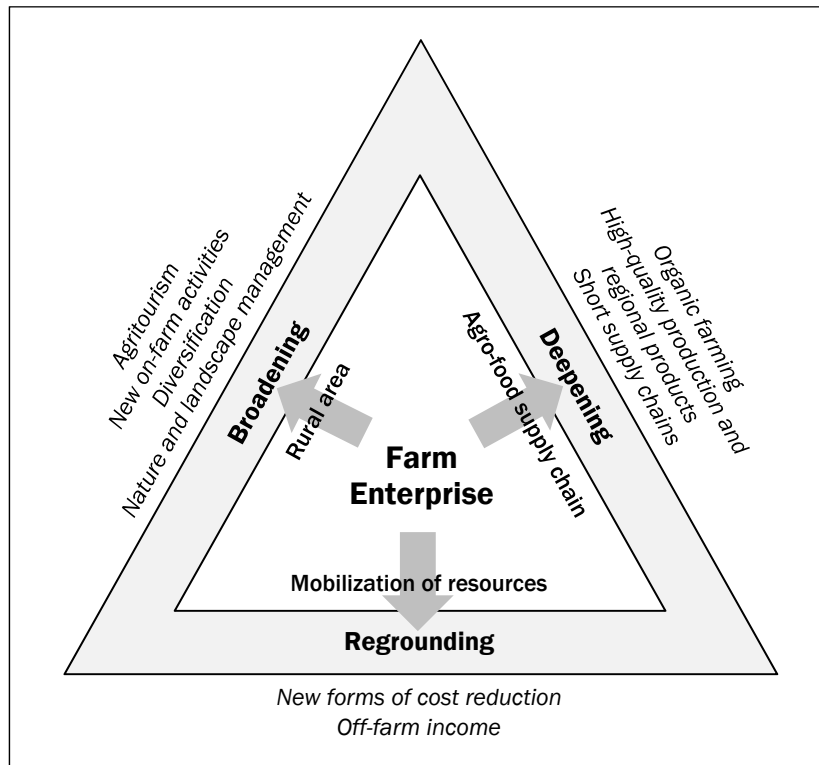 Agritourism
New on-farm activities
Diversification
Nature and landscape management
Broadening
Rural area
Organic farming
High-quality production and
regional products
Short supply chains
Deepening
Agro-food supply chain
Farm
Enterprise
Mobilization of resources
Regrounding
New forms of cost reduction
Off-farm income